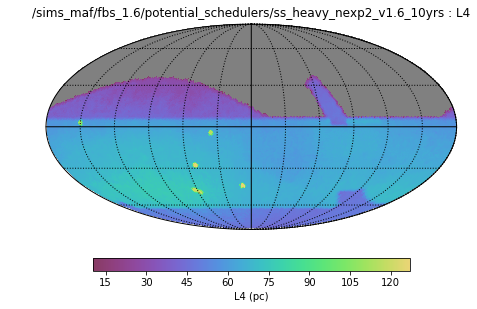 /sims_maf/fbs_1.6/potential_schedulers/ss_heavy_nexp2_v1.6_10yrs : L4
15 30 45 60 75 90 105 120
L4 (pc)